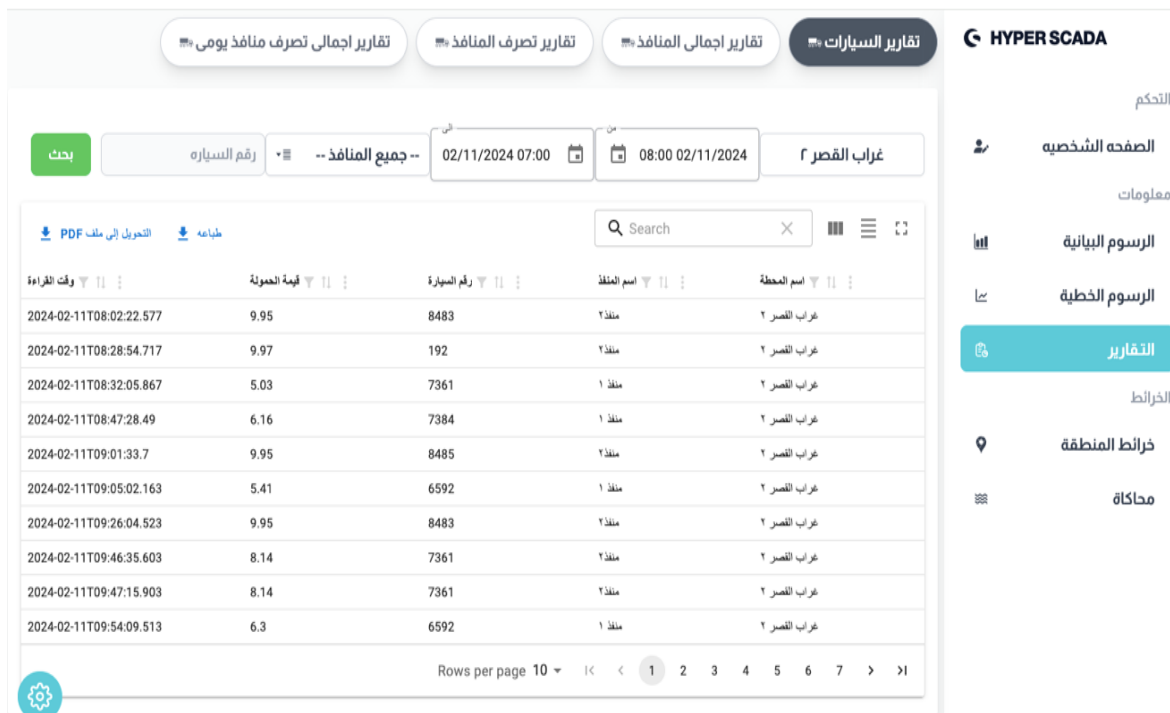 HYPER SCADA
التحكم
الصفحه الشخصيه
معلومات
الرسوم البيانية
الرسوم الخطية
التقارير
الخرائط
خرائط المنطقة
محاكاة
تقارير السيارات تقارير اجمالى المنافذ تقارير تصرف المنافذ تقارير اجمالى تصرف منافذ يومى
من الى
غراب القصر ٢ 08:00 02/11/2024 02/11/2024 07:00 -- جميع المنافذ -- رقم السياره بحث
Search طباعه التحويل إلى ملف PDF
اسم المحطة اسم المنفذ رقم السيارة قيمة الحمولة وقت القراءة
غراب القصر ٢ منفذ٢ 8483 9.95 2024-02-11T08:02:22.577
غراب القصر ٢ منفذ٢ 192 9.97 2024-02-11T08:28:54.717
غراب القصر ٢ منفذ ١ 7361 5.03 2024-02-11T08:32:05.867
غراب القصر ٢ منفذ ١ 7384 6.16 2024-02-11T08:47:28.49
غراب القصر ٢ منفذ٢ 8485 9.95 2024-02-11T09:01:33.7
غراب القصر ٢ منفذ ١ 6592 5.41 2024-02-11T09:05:02.163
غراب القصر ٢ منفذ٢ 8483 9.95 2024-02-11T09:26:04.523
غراب القصر ٢ منفذ٢ 7361 8.14 2024-02-11T09:46:35.603
غراب القصر ٢ منفذ٢ 7361 8.14 2024-02-11T09:47:15.903
غراب القصر ٢ منفذ ١ 6592 6.3 2024-02-11T09:54:09.513
Rows per page 10 1 2 3 4 5 6 7